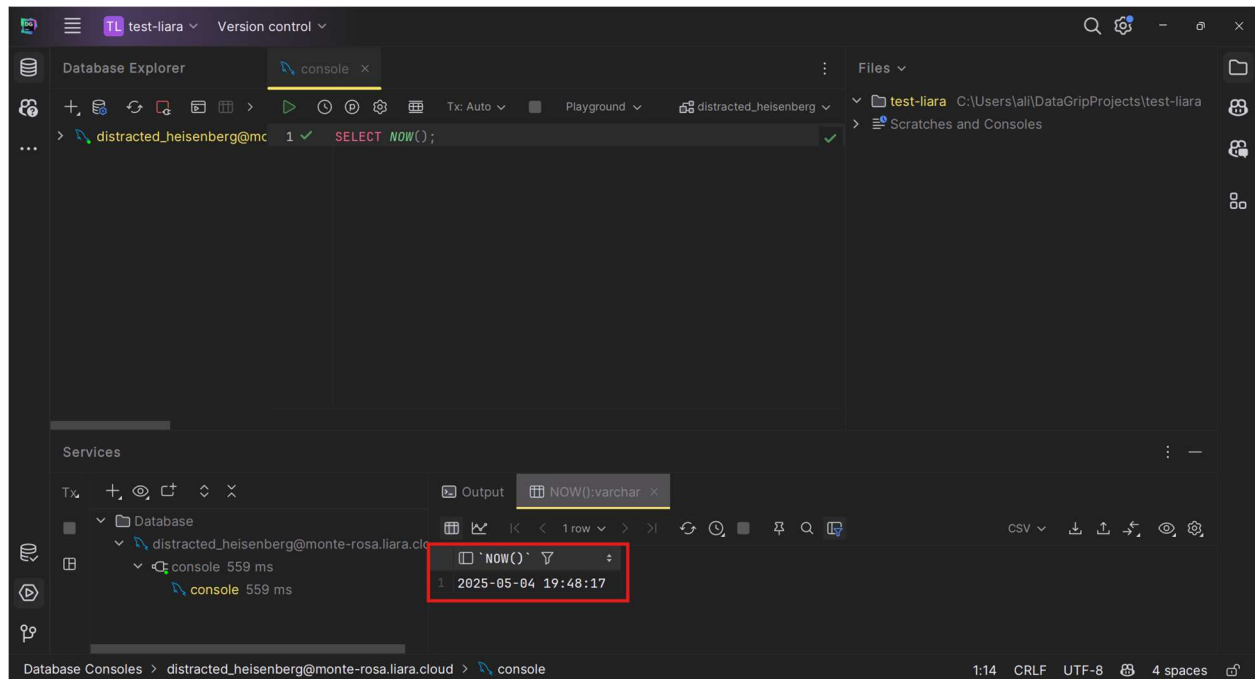 DG TL test-liara Version control
Database Explorer
console
Files
Tx: Auto Playground distracted_heisenberg
test-liara C:\Users\ali\DataGripProjects\test-liara
distracted_heisenberg@mo
1 SELECT NOW();
Scratches and Consoles
Services
Tx
Output NOW():varchar
Database
1 row CSV
distracted_heisenberg@monte-rosa.liara.clo
`NOW()`
console 559 ms
1 2025-05-04 19:48:17
console 559 ms
Database Consoles > distracted_heisenberg@monte-rosa.liara.cloud > console 1:14 CRLF UTF-8 4 spaces